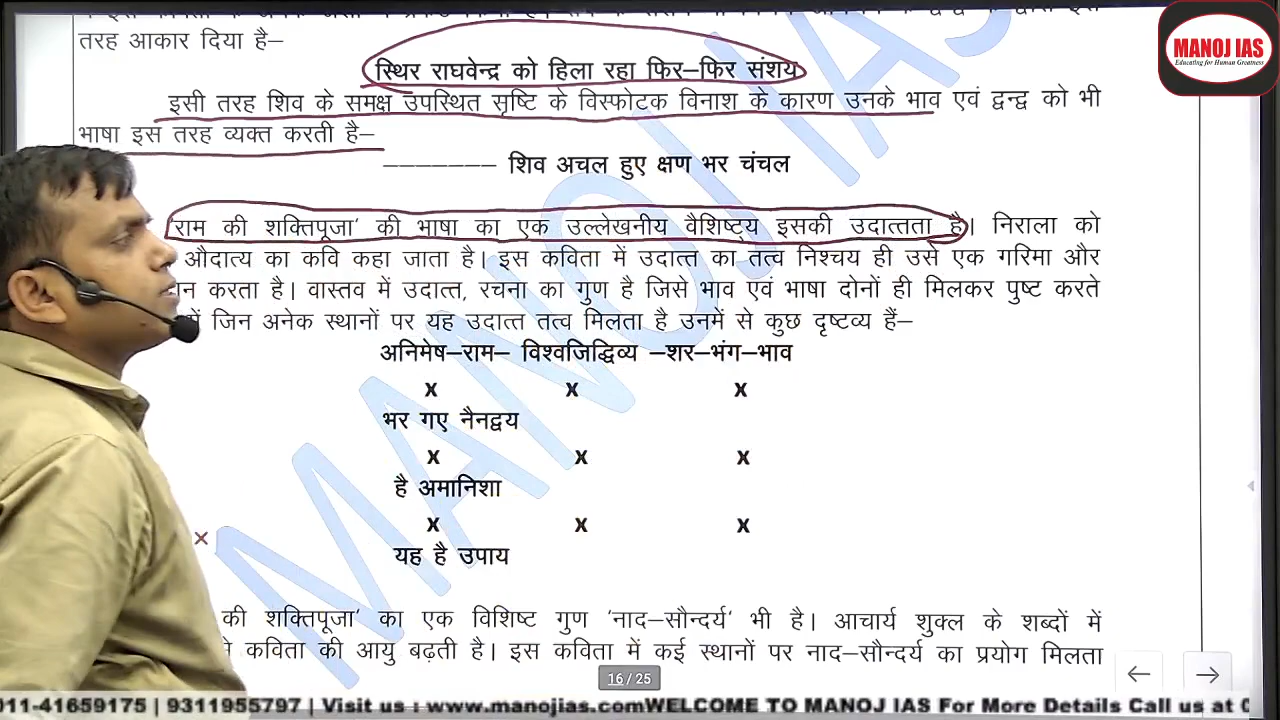 तरह आकार दिया है–
MANOJ IAS
Educating for Human Greatness
स्थिर राघवेन्द्र को हिला रहा फिर–फिर संशय
इसी तरह शिव के समक्ष उपस्थित सृष्टि के विस्फोटक विनाश के कारण उनके भाव एवं द्वन्द्व को भी
भाषा इस तरह व्यक्त करती है–
––––––– शिव अचल हुए क्षण भर चंचल
'राम की शक्तिपूजा' की भाषा का एक उल्लेखनीय वैशिष्ट्य इसकी उदात्तता है। निराला को
औदात्य का कवि कहा जाता है। इस कविता में उदात्त का तत्व निश्चय ही उसे एक गरिमा और
करता है। वास्तव में उदात्त, रचना का गुण है जिसे भाव एवं भाषा दोनों ही मिलकर पुष्ट करते
जिन अनेक स्थानों पर यह उदात्त तत्व मिलता है उनमें से कुछ दृष्टव्य हैं–
अनिमेष–राम– विश्वजिद्धिव्य –शर–भंग–भाव
x x x
भर गए नैनद्वय
x x x
है अमानिशा
x x x
x
यह है उपाय
की शक्तिपूजा' का एक विशिष्ट गुण 'नाद–सौन्दर्य' भी है। आचार्य शुक्ल के शब्दों में
कविता की आयु बढ़ती है। इस कविता में कई स्थानों पर नाद–सौन्दर्य का प्रयोग मिलता
16 / 25
011-41659175 | 9311955797 | Visit us : www.manojias.comWELCOME TO MANOJ IAS For More Details Call us at 0
MANOJ IAS